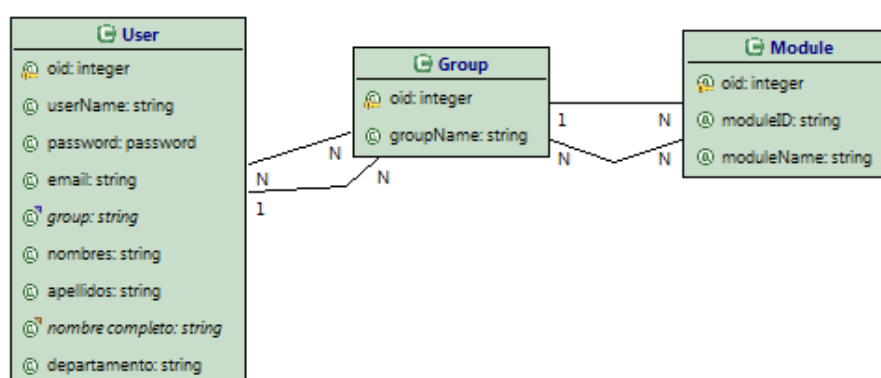 User
oid: integer
userName: string
password: password
email: string
group: string
nombres: string
apellidos: string
nombre completo: string
departamento: string
Group
oid: integer
groupName: string
Module
oid: integer
moduleID: string
moduleName: string
N
N
1
N
1
N
N
N